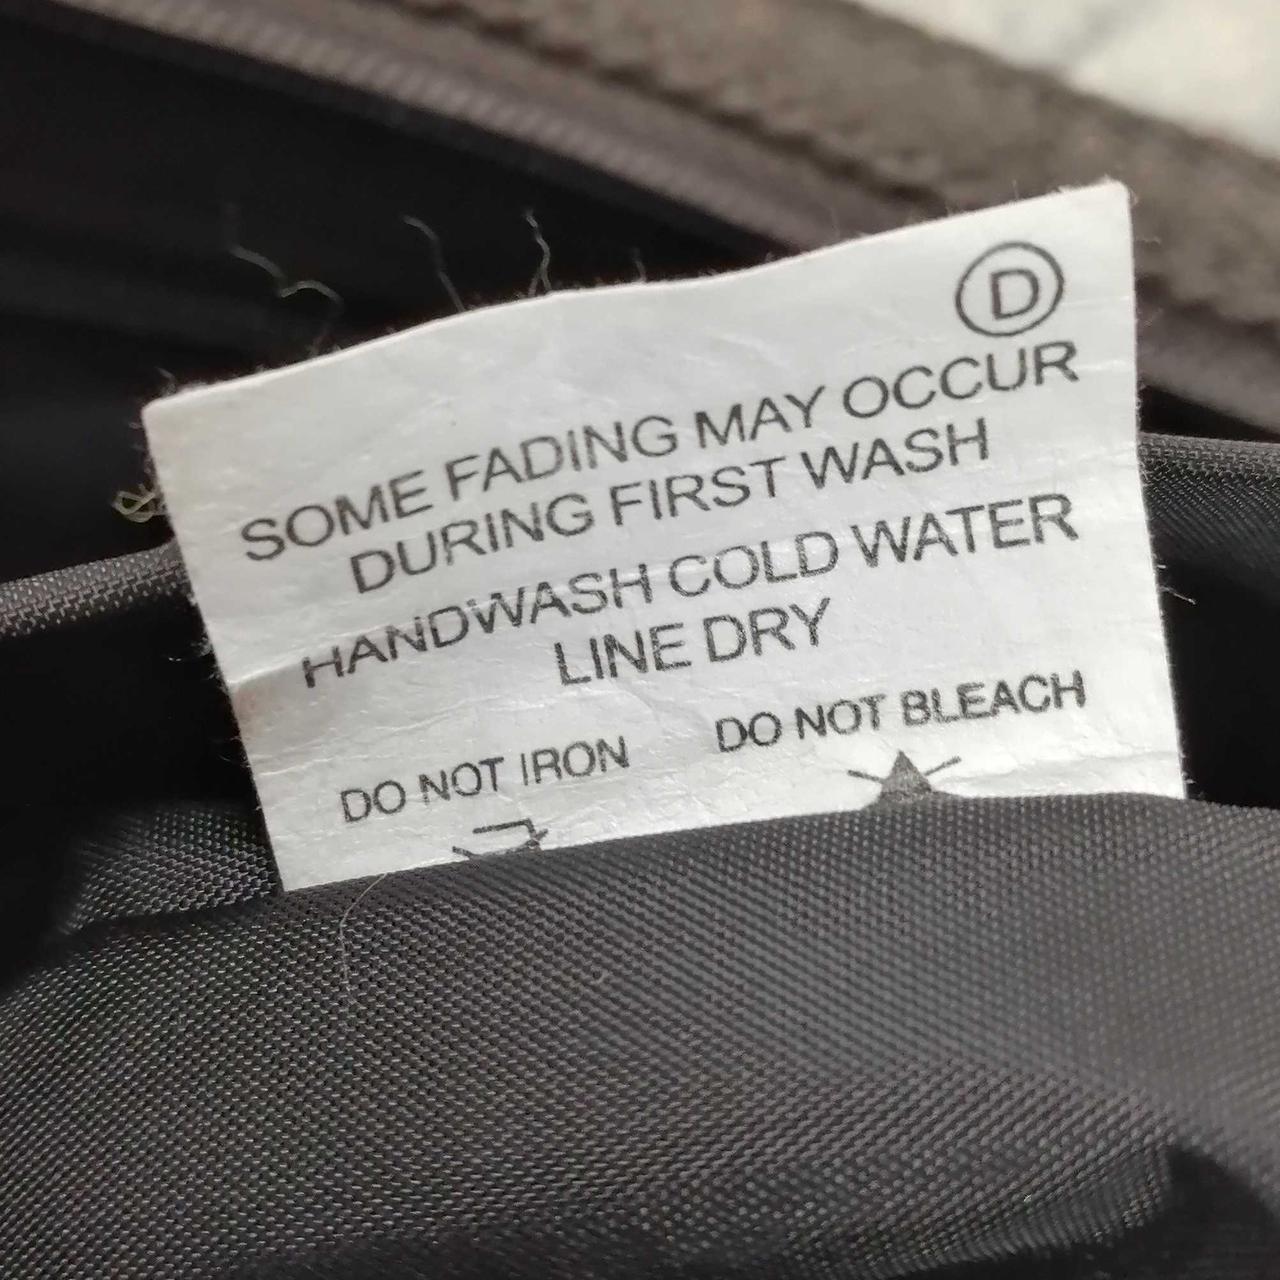 D
SOME FADING MAY OCCUR
DURING FIRST WASH
HANDWASH COLD WATER
LINE DRY
DO NOT IRON DO NOT BLEACH